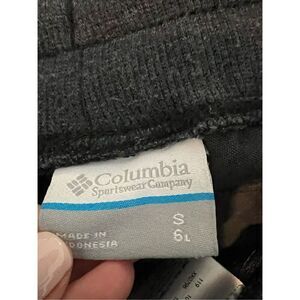 Columbia
Sportswear Company
S
6L
MADE IN
INDONESIA